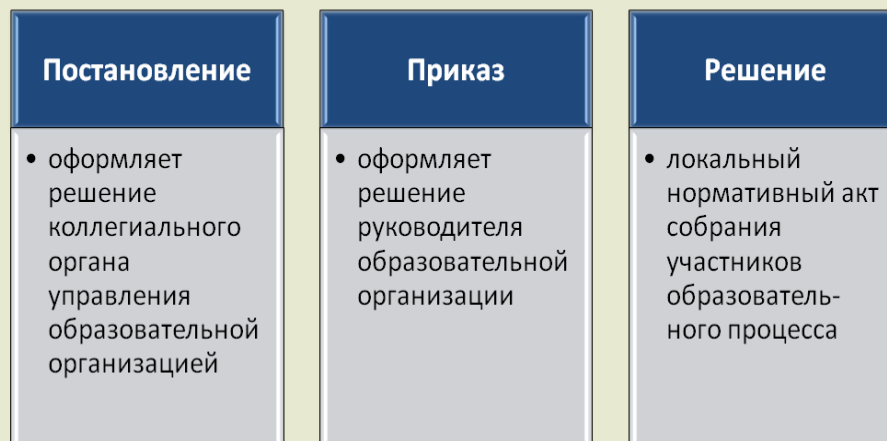 Постановление
• оформляет
решение
коллегиального
органа
управления
образовательной
организацией
Приказ
• оформляет
решение
руководителя
образовательной
организации
Решение
• локальный
нормативный акт
собрания
участников
образователь-
ного процесса